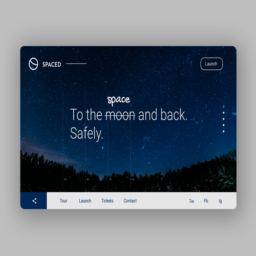 SPACED
Launch
space
To the moon and back.
Safely.
Tour Launch Tickets Contact
Tw Fb Ig